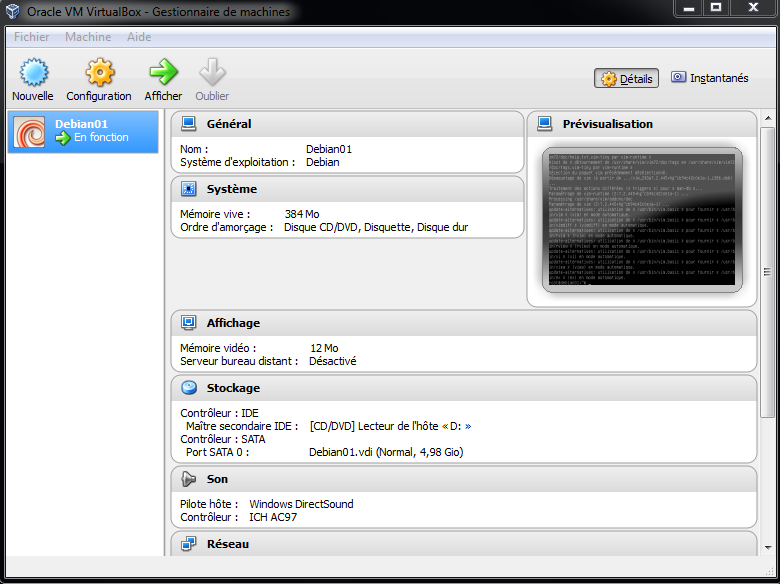 Oracle VM VirtualBox - Gestionnaire de machines
Fichier Machine Aide
Nouvelle Configuration Afficher Oublier
Détails Instantanés
Debian01
En fonction
Général
Nom : Debian01
Système d'exploitation : Debian
Système
Mémoire vive : 384 Mo
Ordre d'amorçage : Disque CD/DVD, Disquette, Disque dur
Prévisualisation
Affichage
Mémoire vidéo : 12 Mo
Serveur bureau distant : Désactivé
Stockage
Contrôleur : IDE
Maître secondaire IDE : [CD/DVD] Lecteur de l'hôte « D: »
Contrôleur : SATA
Port SATA 0 : Debian01.vdi (Normal, 4,98 Gio)
Son
Pilote hôte : Windows DirectSound
Contrôleur : ICH AC97
Réseau